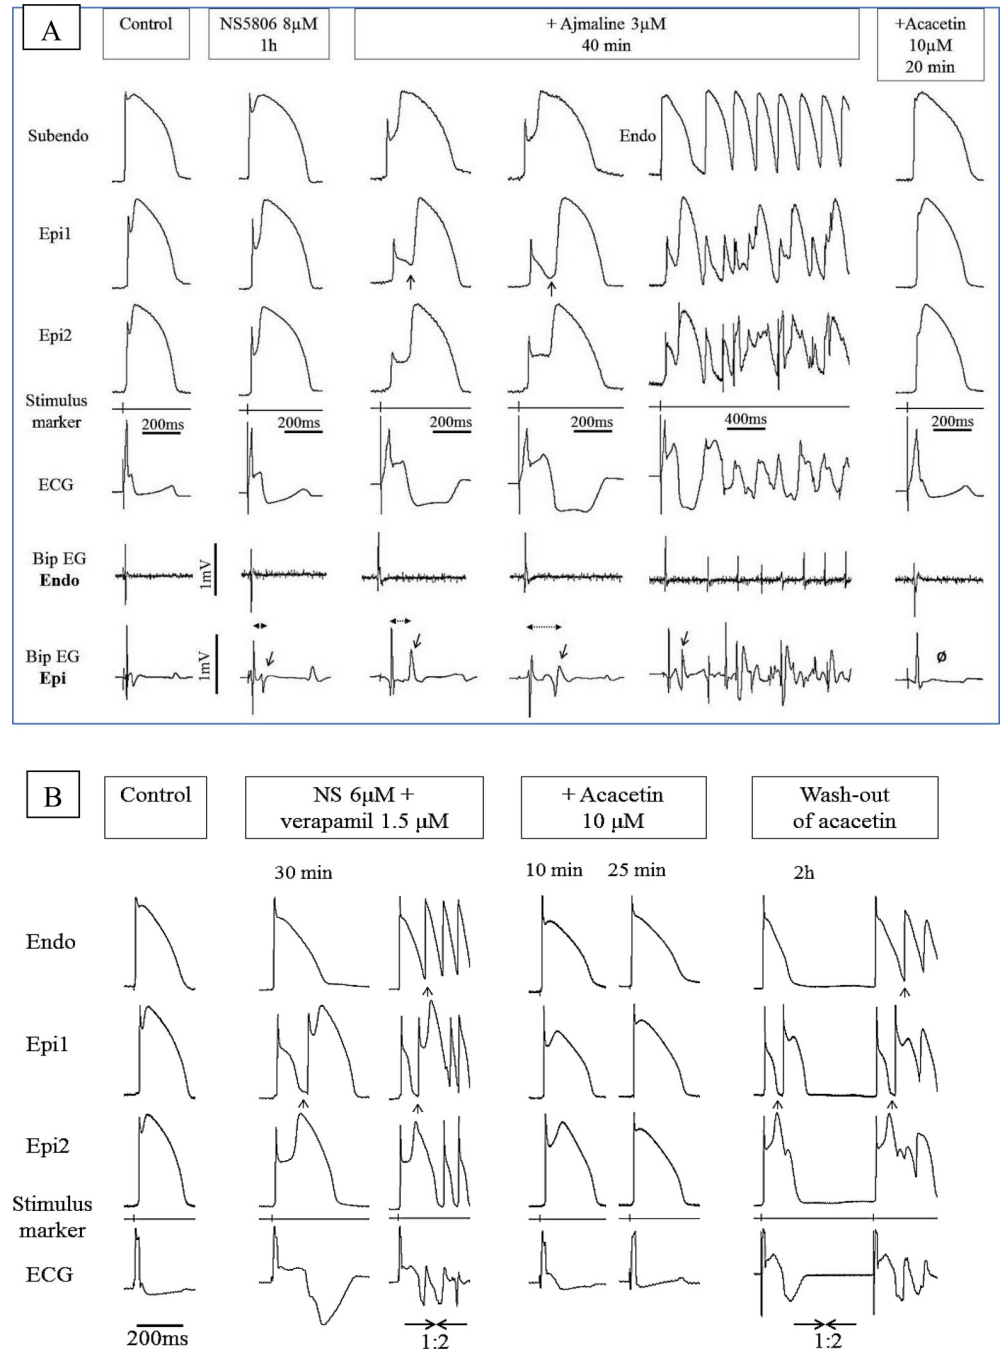 A
Control
NS5806 8µM
1h
+ Ajmaline 3µM
40 min
+Acacetin
10µM
20 min
Subendo
Endo
Epi1
Epi2
Stimulus
marker
200ms
200ms
200ms
200ms
400ms
200ms
ECG
Bip EG
Endo
1mV
Bip EG
Epi
1mV
ø
B
Control
NS 6µM +
verapamil 1.5 µM
+ Acacetin
10 µM
Wash-out
of acacetin
30 min
10 min
25 min
2h
Endo
Epi1
Epi2
Stimulus
marker
ECG
200ms
1:2
1:2